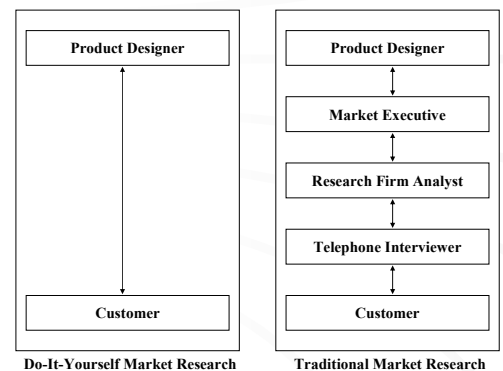 Product Designer
Customer
Do-It-Yourself Market Research
Product Designer
Market Executive
Research Firm Analyst
Telephone Interviewer
Customer
Traditional Market Research